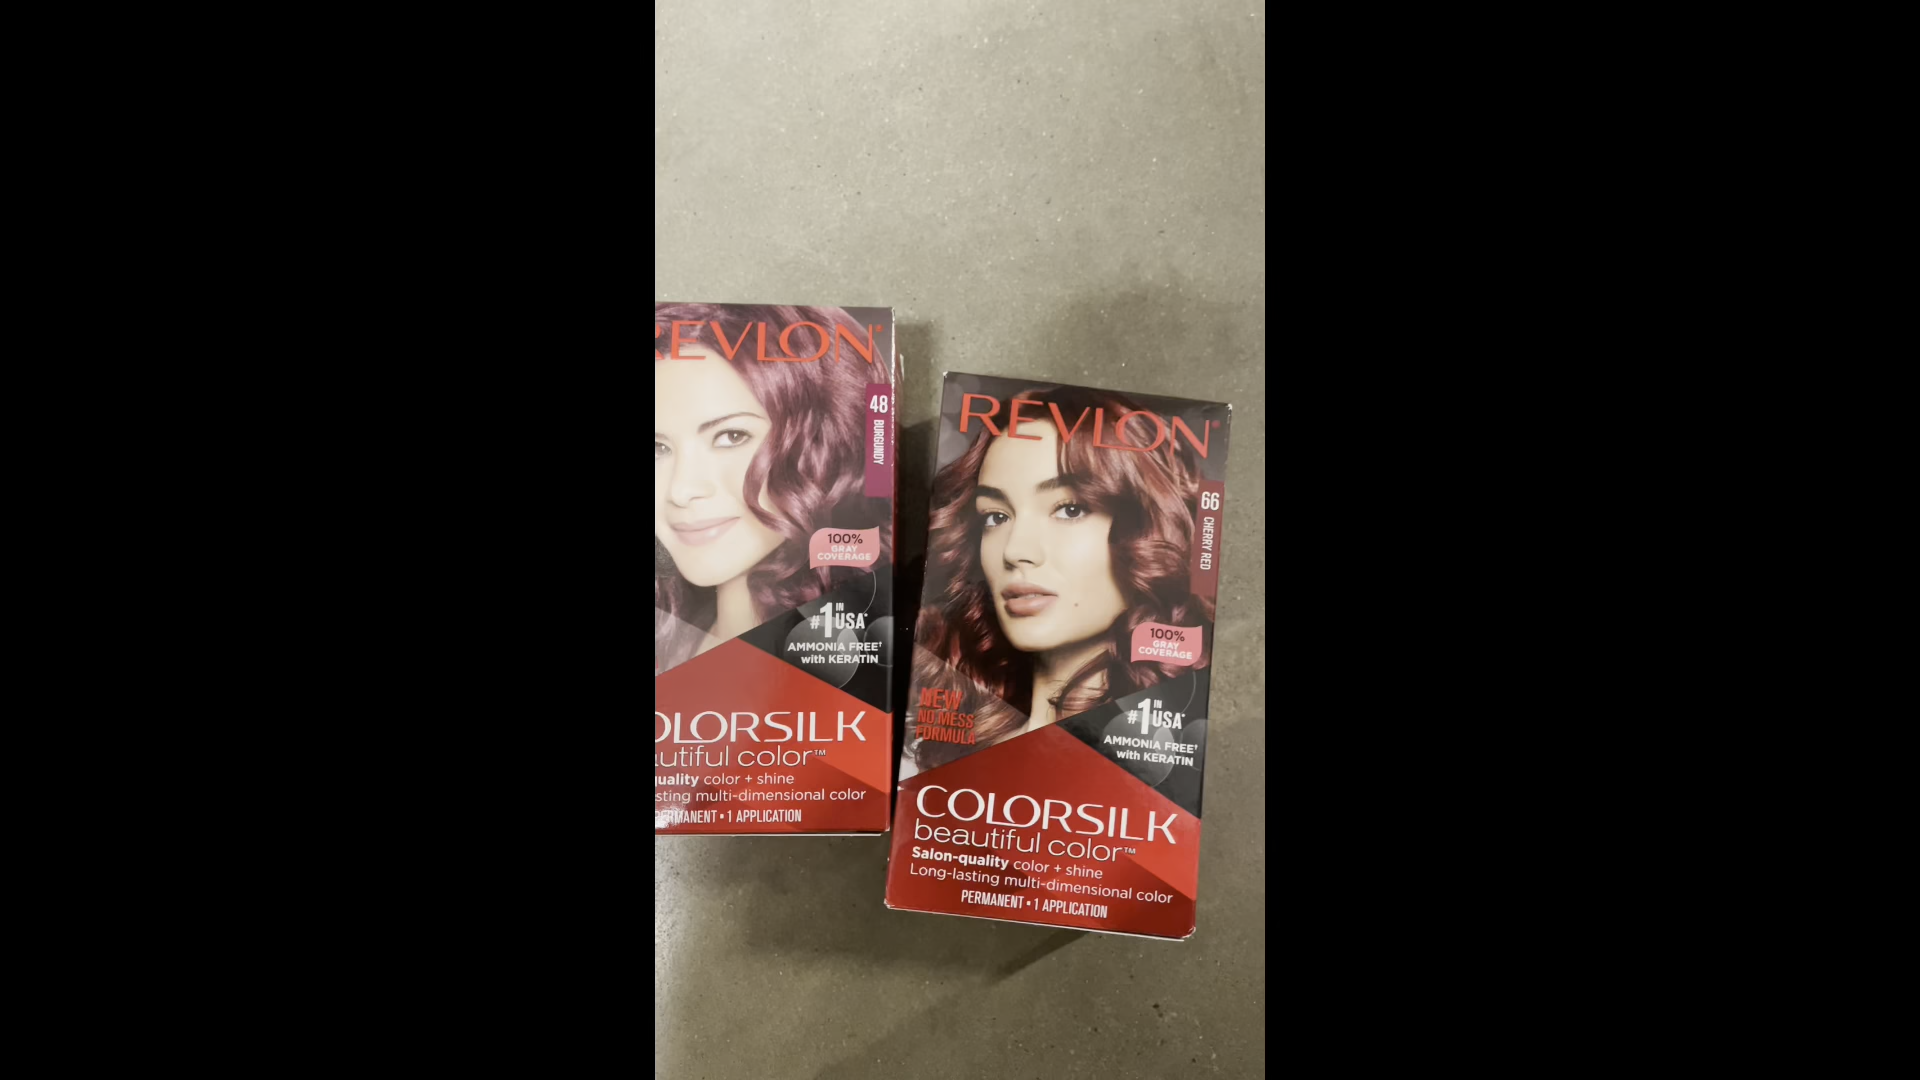 REVLON
48 BURGUNDY
100%
GRAY
COVERAGE
#1 IN USA*
AMMONIA FREE†
with KERATIN
OLORSILK
utiful color™
quality color + shine
sting multi-dimensional color
PERMANENT • 1 APPLICATION
REVLON®
66 CHERRY RED
100%
GRAY
COVERAGE
NEW
NO MESS
FORMULA
#1 IN USA*
AMMONIA FREE†
with KERATIN
COLORSILK
beautiful color™
Salon-quality color + shine
Long-lasting multi-dimensional color
PERMANENT • 1 APPLICATION